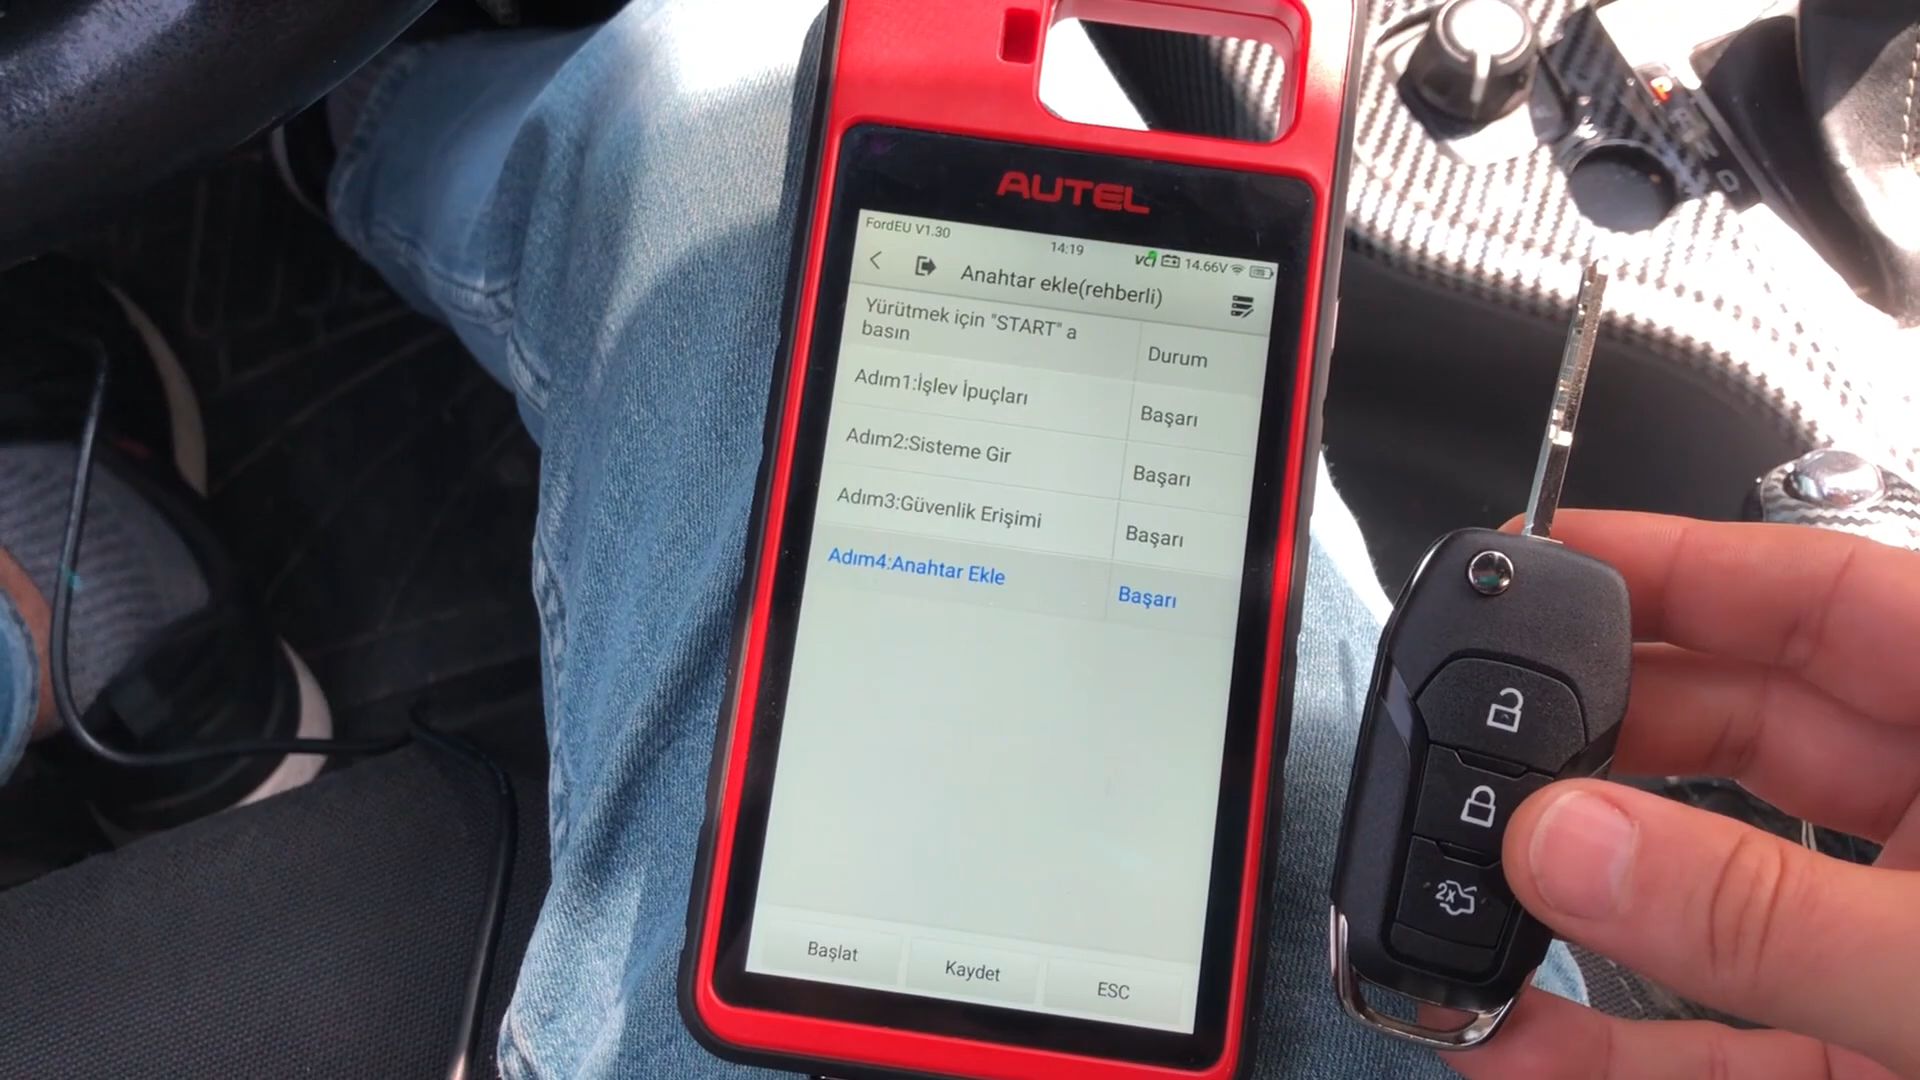 AUTEL
FordEU V1.30
14:19
VCI
14.66V
Anahtar ekle(rehberli)
Yürütmek için "START" a
basın
Durum
Adım1:İşlev İpuçları
Başarı
Adım2:Sisteme Gir
Başarı
Adım3:Güvenlik Erişimi
Başarı
Adım4:Anahtar Ekle
Başarı
Başlat
Kaydet
ESC
2x